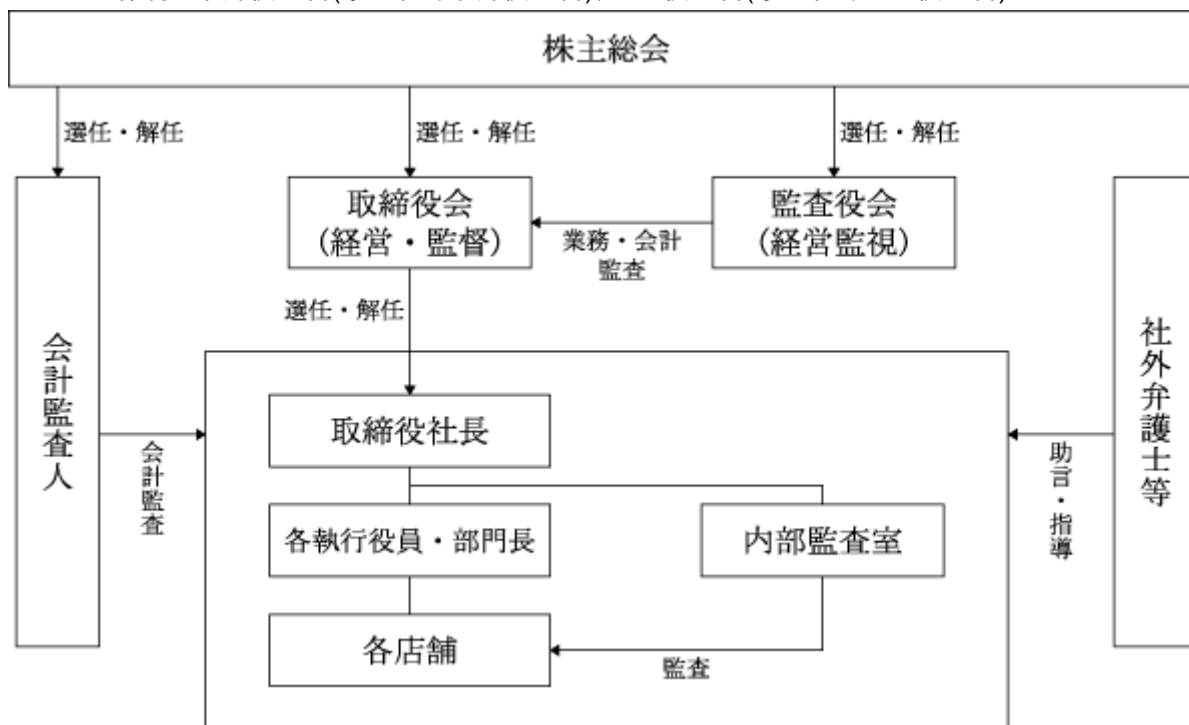 株主総会
選任・解任
選任・解任
選任・解任
取締役会
(経営・監督)
監査役会
(経営監視)
業務・会計
監査
選任・解任
会計監査人
社外弁護士等
取締役社長
会計監査
助言・指導
各執行役員・部門長
内部監査室
各店舗
監査